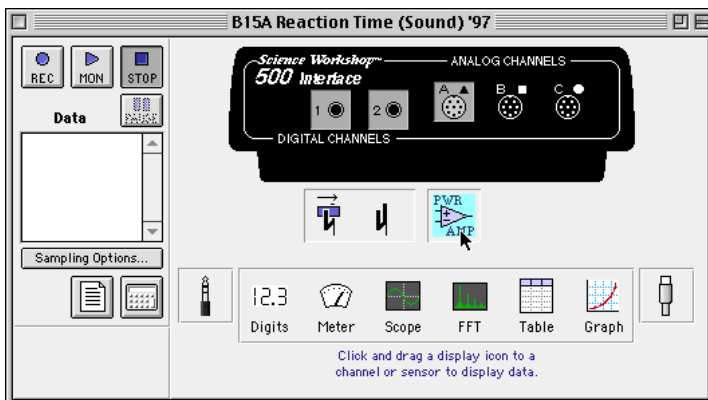 B15A Reaction Time (Sound) '97
REC
MON
STOP
PAUSE
Data
Sampling Options...
Science Workshop™
500 Interface
ANALOG CHANNELS
A
B
C
1
2
DIGITAL CHANNELS
PWR
AMP
12.3
Digits
Meter
Scope
FFT
Table
Graph
Click and drag a display icon to a
channel or sensor to display data.